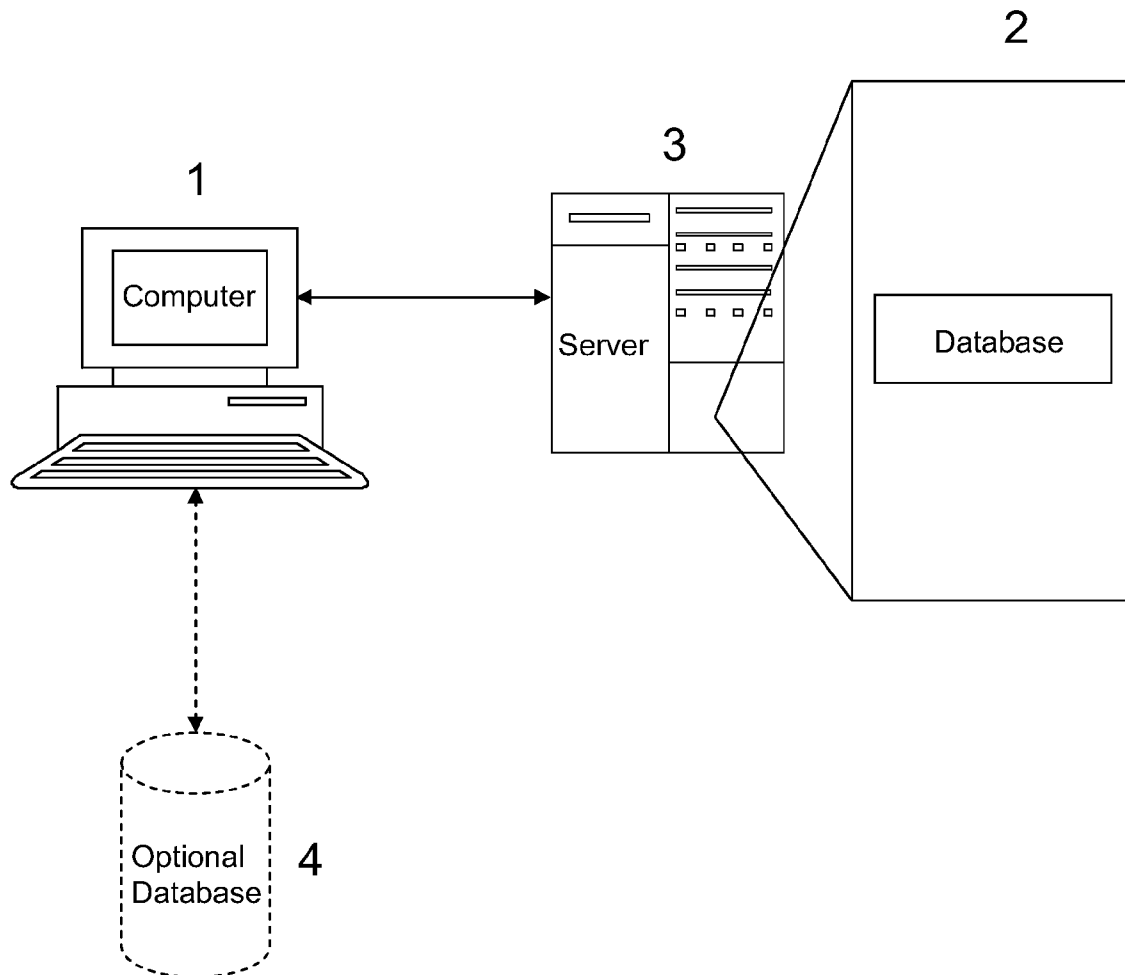 2
3
1
Computer
Server
Database
Optional
Database
4